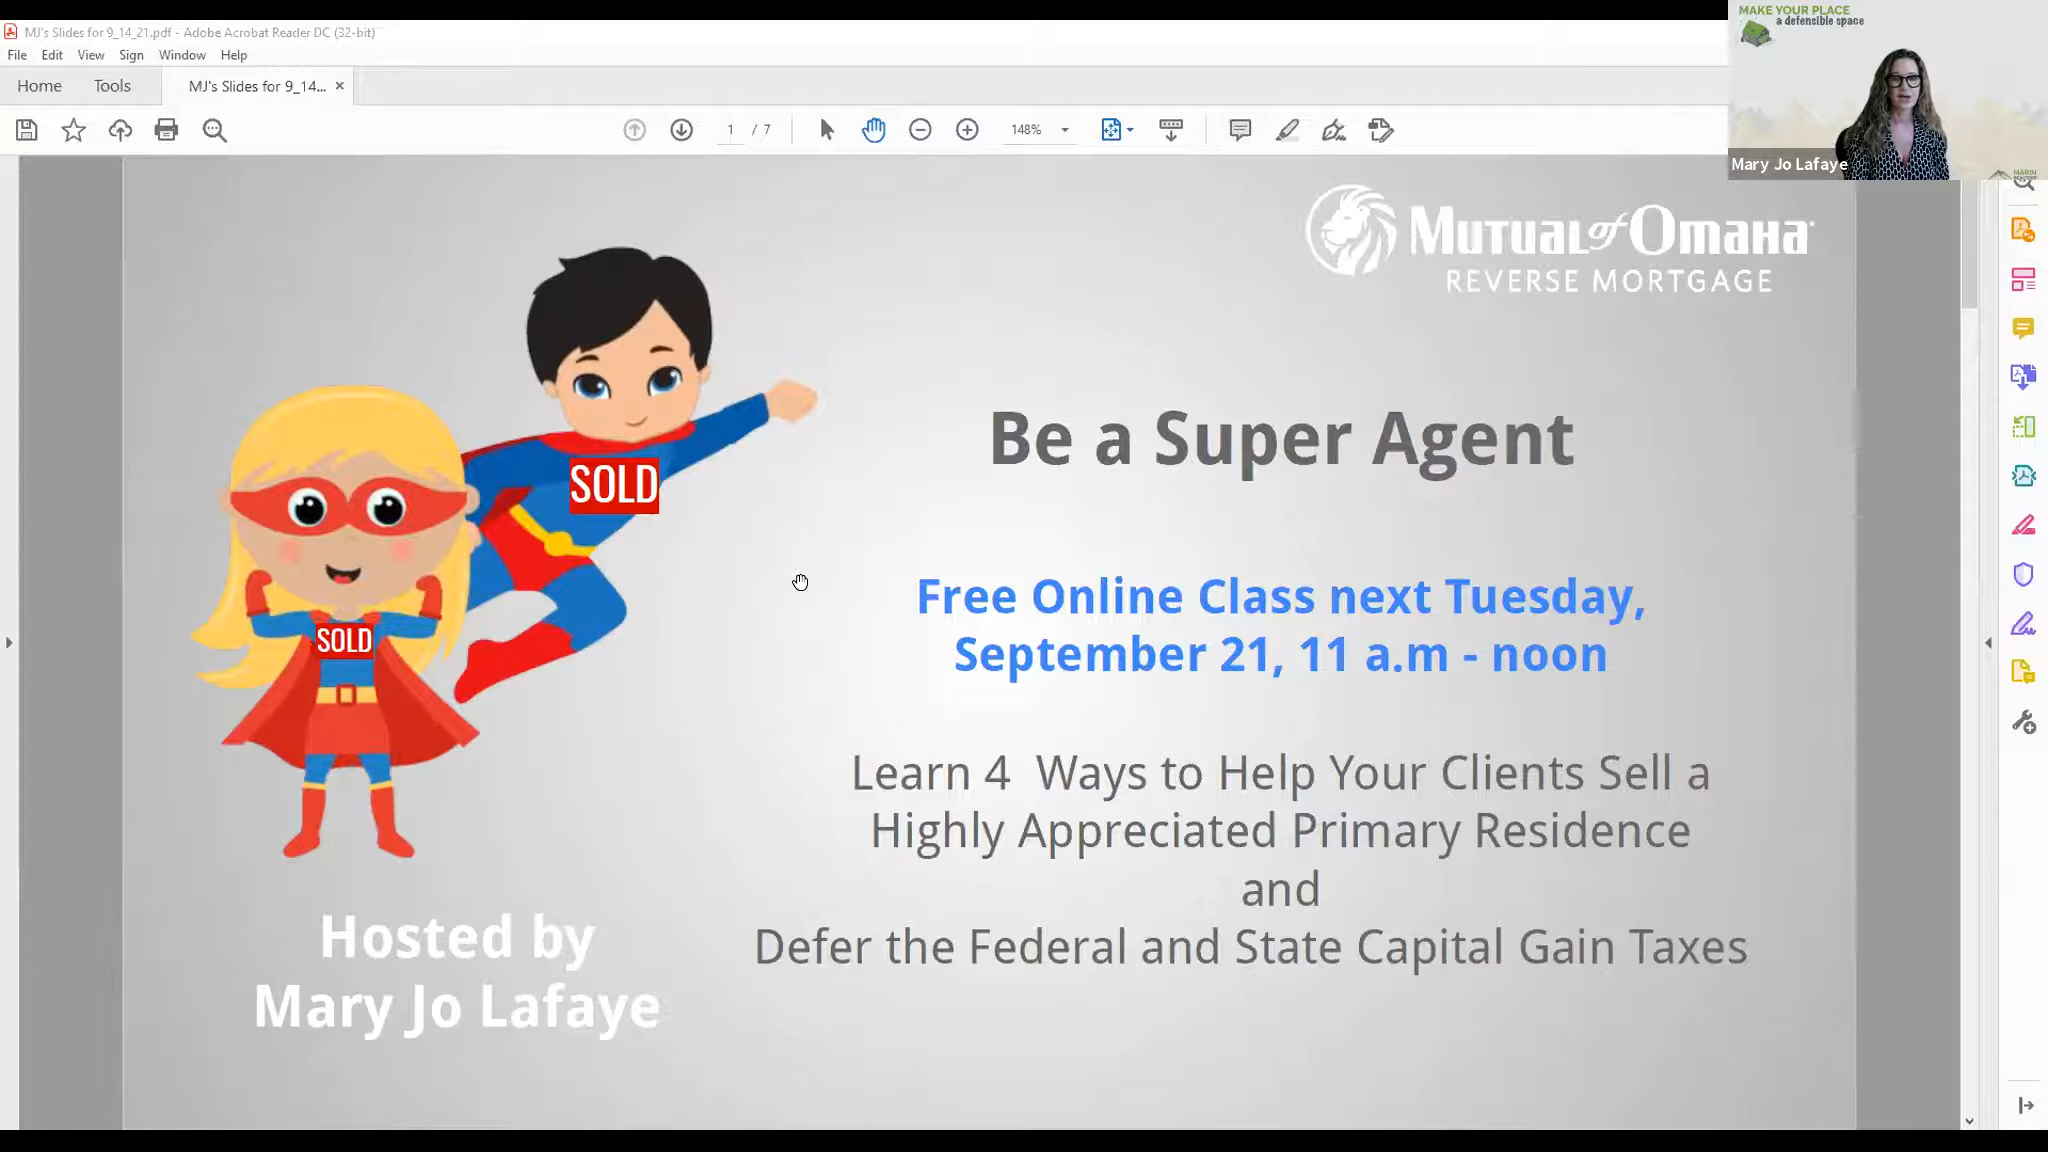 MJ's Slides for 9_14_21.pdf - Adobe Acrobat Reader DC (32-bit)
File Edit View Sign Window Help
Home Tools MJ's Slides for 9_14... ×
1 / 7 148%
MAKE YOUR PLACE
a defensible space
Mary Jo Lafaye
MARIN
MUTUAL of OMAHA
REVERSE MORTGAGE
Be a Super Agent
SOLD
SOLD
Free Online Class next Tuesday,
September 21, 11 a.m - noon
Learn 4 Ways to Help Your Clients Sell a
Highly Appreciated Primary Residence
and
Defer the Federal and State Capital Gain Taxes
Hosted by
Mary Jo Lafaye